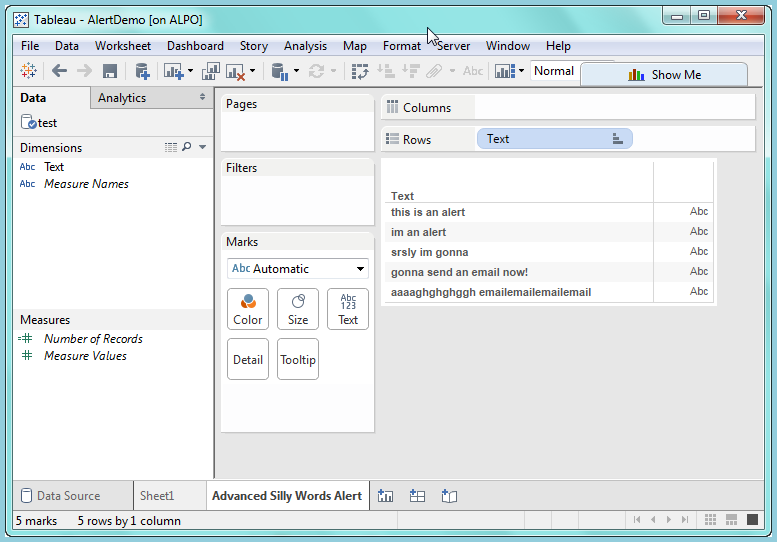 Tableau - AlertDemo [on ALPO]
File Data Worksheet Dashboard Story Analysis Map Format Server Window Help
Abc Normal Show Me
Data Analytics
test
Dimensions
Abc Text
Abc Measure Names
Measures
Number of Records
Measure Values
Pages
Filters
Marks
Abc Automatic
Color Size Abc 123 Text
Detail Tooltip
Columns
Rows Text
Text
this is an alert Abc
im an alert Abc
srsly im gonna Abc
gonna send an email now! Abc
aaaaghghghggh emailemailemailemail Abc
Data Source Sheet1 Advanced Silly Words Alert
5 marks 5 rows by 1 column